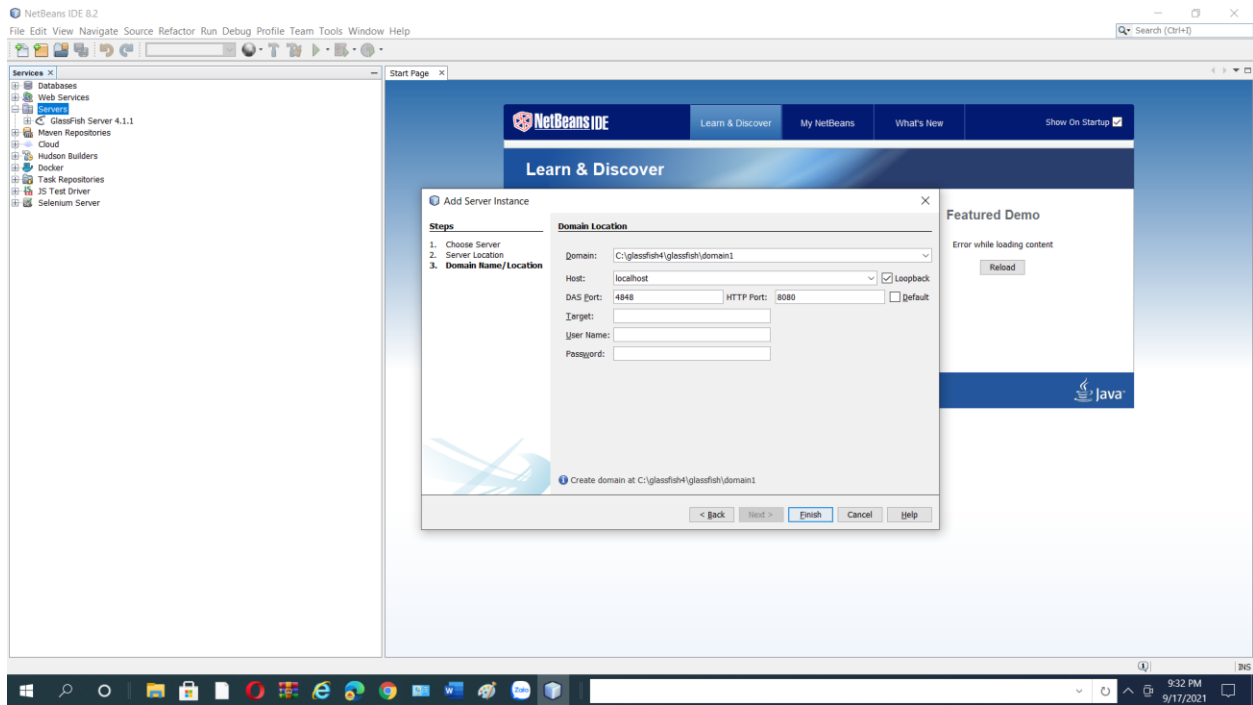 NetBeans IDE 8.2
File Edit View Navigate Source Refactor Run Debug Profile Team Tools Window Help
Search (Ctrl+I)
Services
Start Page
Databases
Web Services
Servers
GlassFish Server 4.1.1
Maven Repositories
Cloud
Hudson Builders
Docker
Task Repositories
JS Test Driver
Selenium Server
NetBeans IDE
Learn & Discover
My NetBeans
What's New
Show On Startup
Learn & Discover
Featured Demo
Error while loading content
Reload
Java
Add Server Instance
Steps
1. Choose Server
2. Server Location
3. Domain Name/Location
Domain Location
Domain: C:\glassfish4\glassfish\domain1
Host: localhost Loopback
DAS Port: 4848 HTTP Port: 8080 Default
Target:
User Name:
Password:
Create domain at C:\glassfish4\glassfish\domain1
< Back Next > Finish Cancel Help
INS
Zalo
9:32 PM
9/17/2021